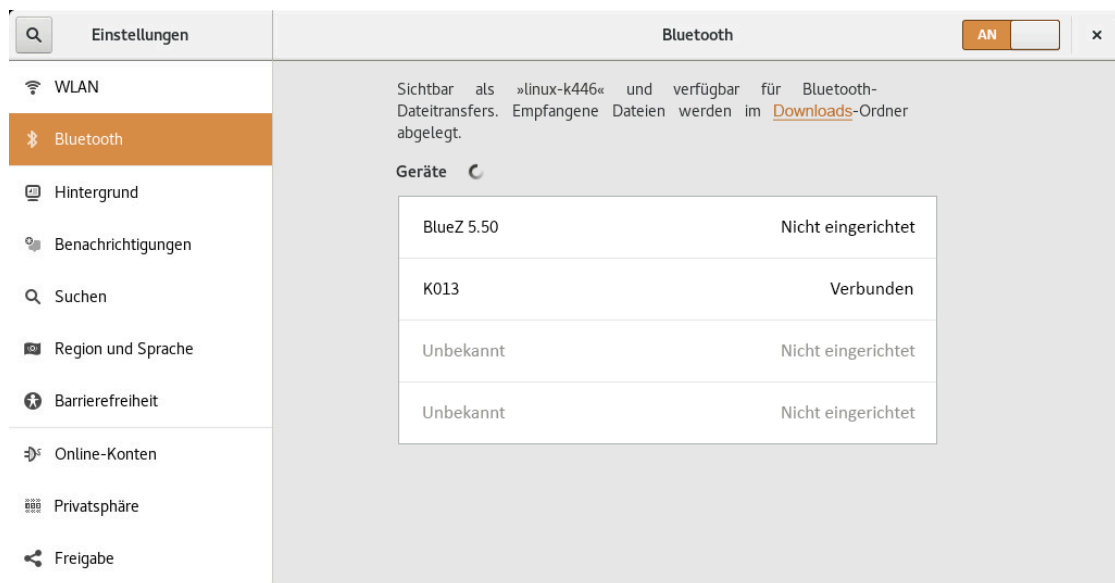 Einstellungen
Bluetooth
AN
×
WLAN
Bluetooth
Hintergrund
Benachrichtigungen
Suchen
Region und Sprache
Barrierefreiheit
Online-Konten
Privatsphäre
Freigabe
Sichtbar als »linux-k446« und verfügbar für Bluetooth-
Dateitransfers. Empfangene Dateien werden im Downloads-Ordner
abgelegt.
Geräte
BlueZ 5.50 Nicht eingerichtet
K013 Verbunden
Unbekannt Nicht eingerichtet
Unbekannt Nicht eingerichtet